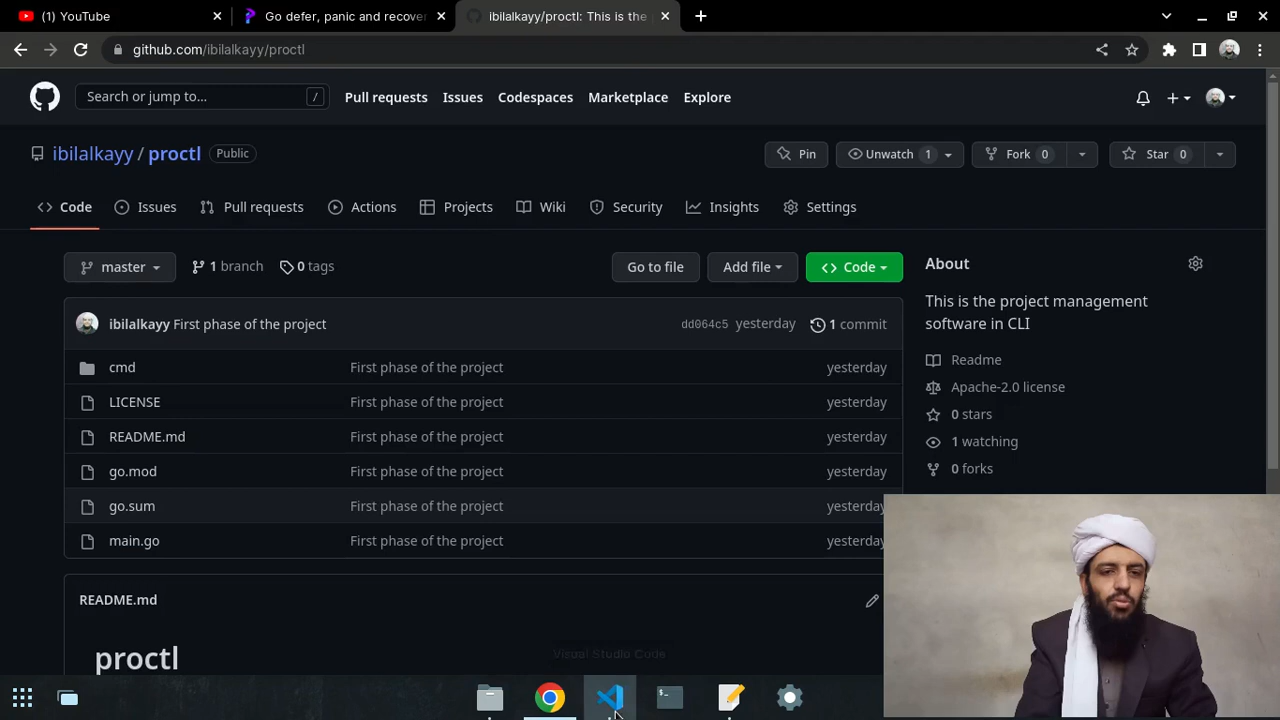 (1) YouTube
Go defer, panic and recover
ibilalkayy/proctl: This is the
github.com/ibilalkayy/proctl
Search or jump to...
/
Pull requests
Issues
Codespaces
Marketplace
Explore
ibilalkayy / proctl
Public
Pin
Unwatch 1
Fork 0
Star 0
Code
Issues
Pull requests
Actions
Projects
Wiki
Security
Insights
Settings
master
1 branch
0 tags
Go to file
Add file
Code
About
This is the project management
software in CLI
ibilalkayy First phase of the project
dd064c5 yesterday
1 commit
cmd First phase of the project yesterday
LICENSE First phase of the project yesterday
README.md First phase of the project yesterday
go.mod First phase of the project yesterday
go.sum First phase of the project yesterday
main.go First phase of the project yesterday
Readme
Apache-2.0 license
0 stars
1 watching
0 forks
README.md
proctl
Visual Studio Code